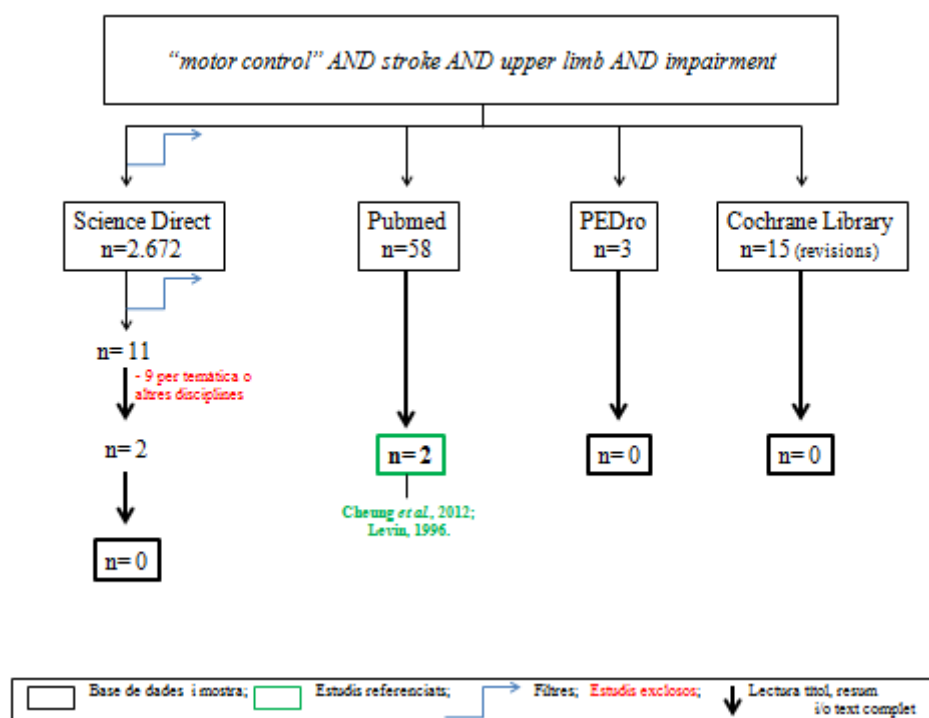 “motor control” AND stroke AND upper limb AND impairment
Science Direct
n=2.672
Pubmed
n=58
PEDro
n=3
Cochrane Library
n=15 (revisions)
n= 11
- 9 per temática o
altres disciplines
n= 2
n= 0
n= 2
Cheung et al., 2012;
Levin, 1996.
n= 0
n= 0
Base de dades i mostra;
Estudis referenciats;
Filtres;
Estudis exclosos;
Lectura títol, resum
i/o text complet